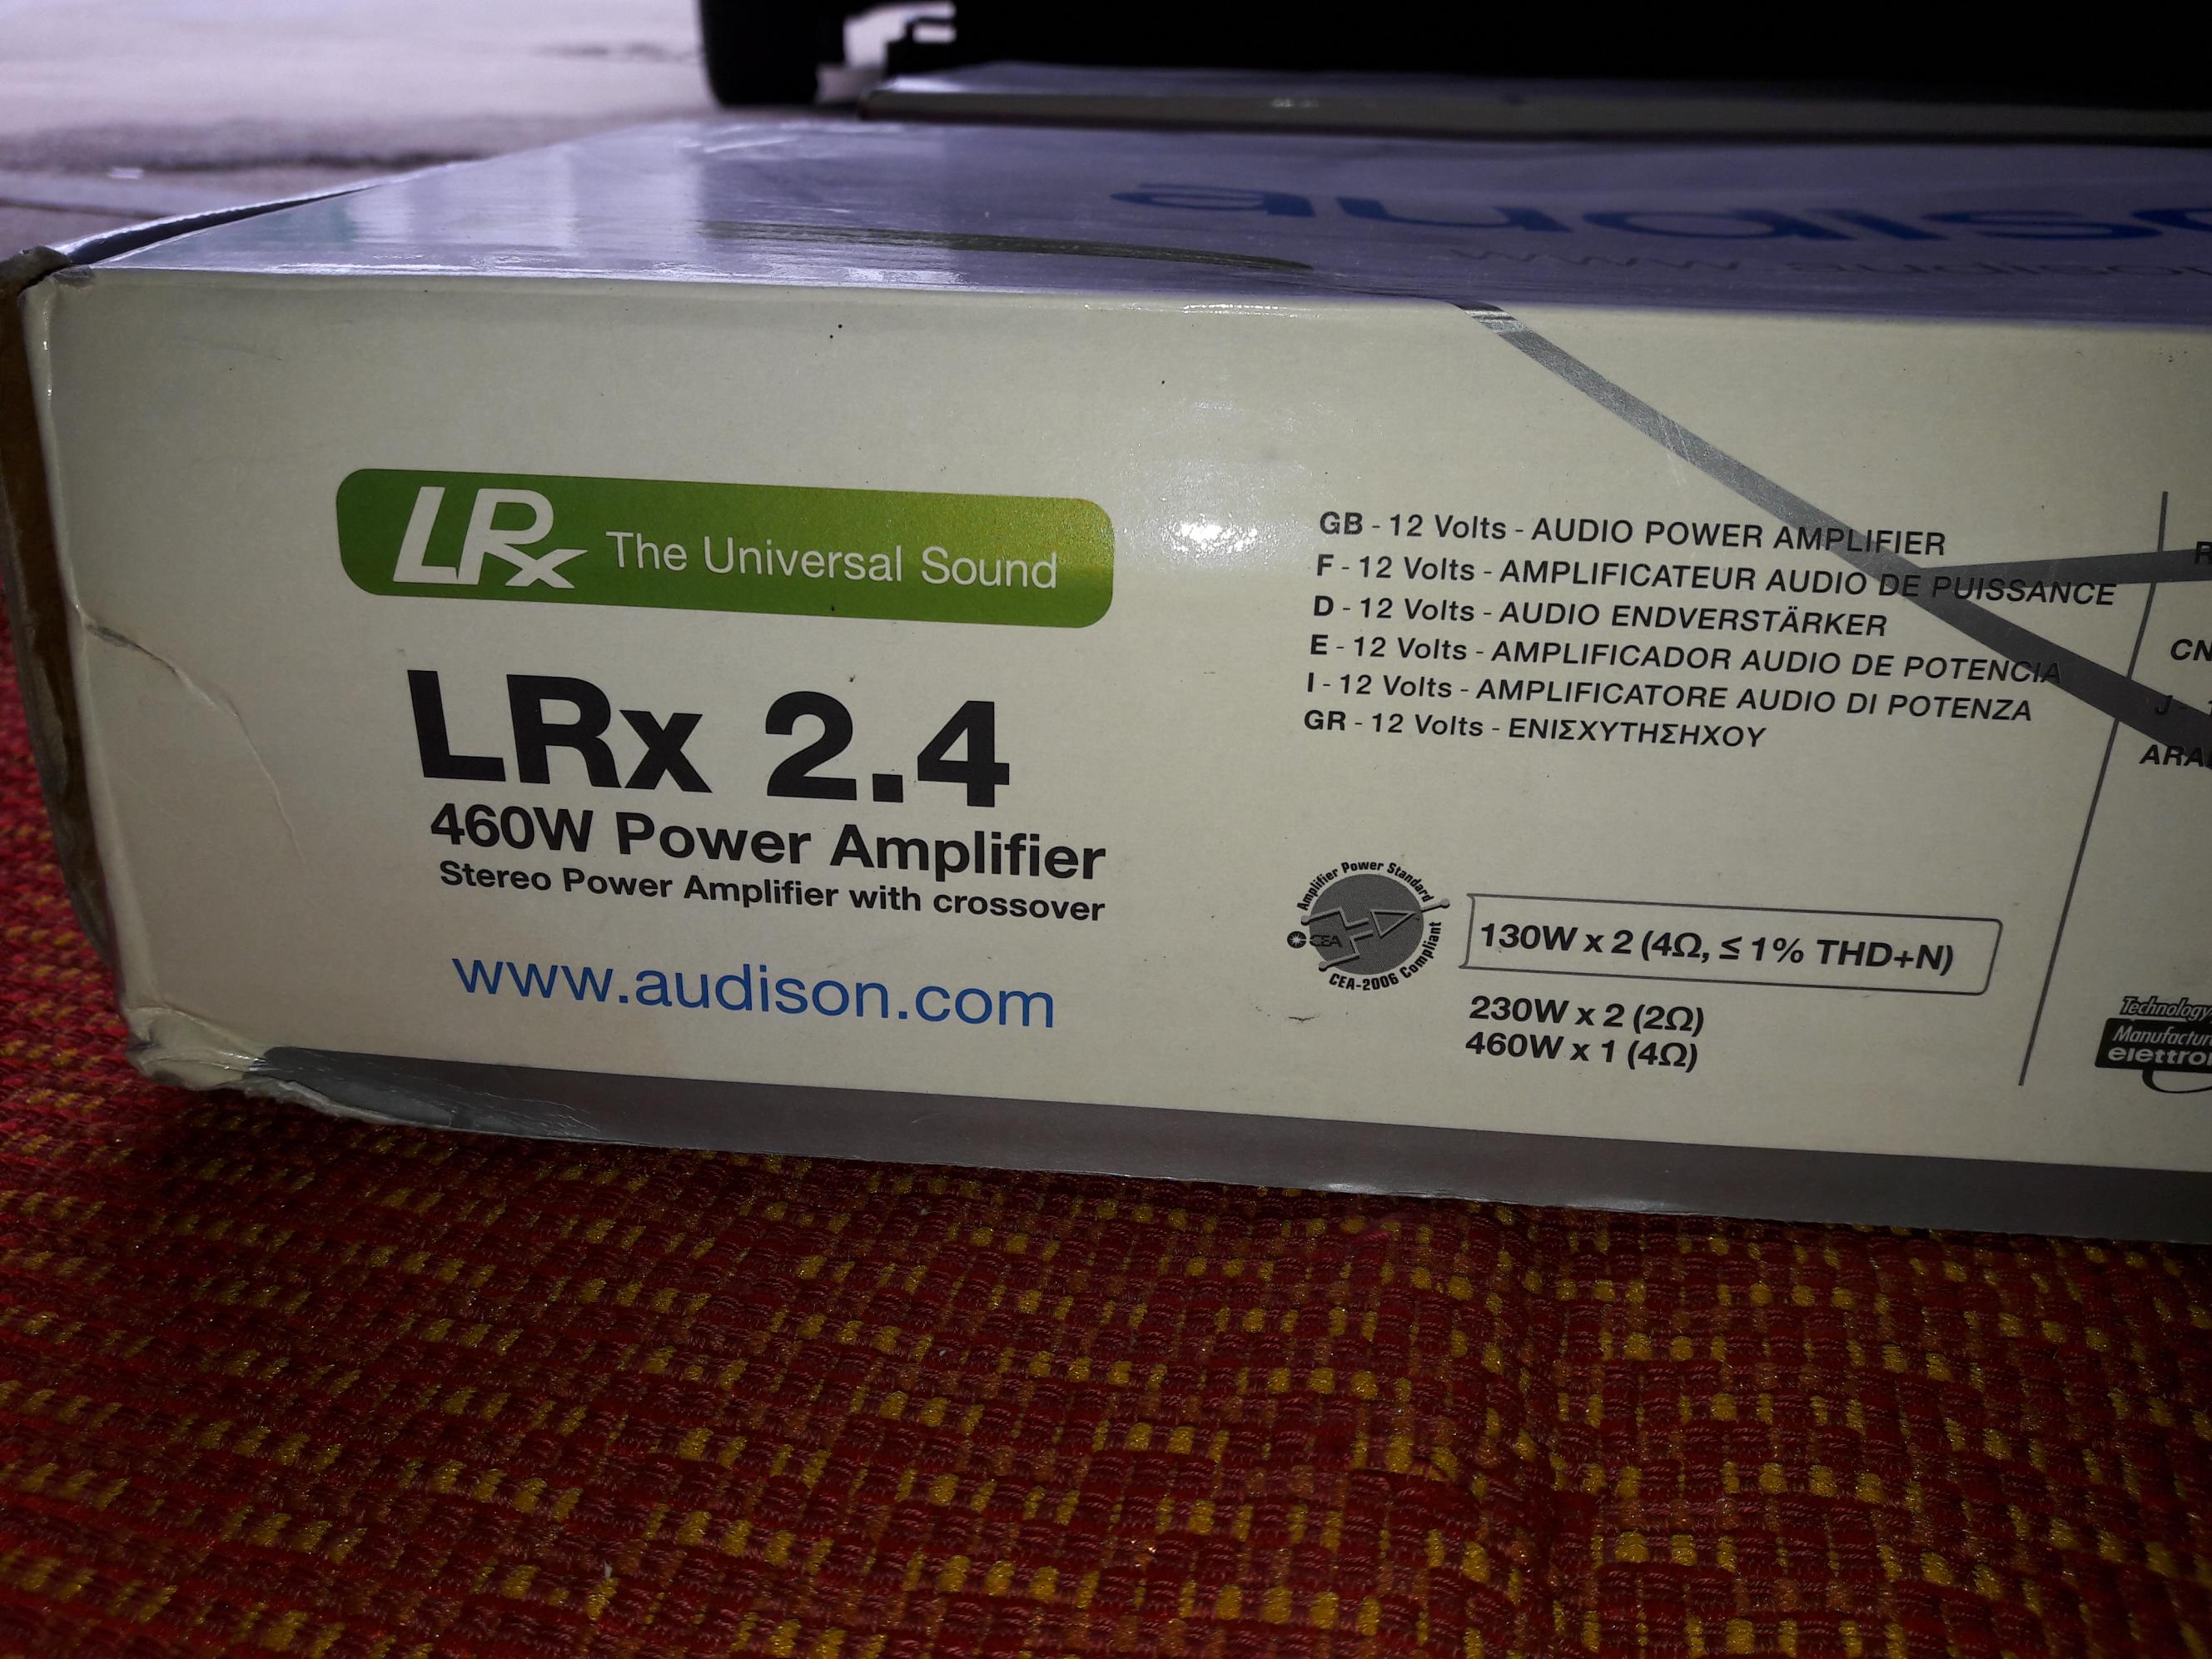 www.audison
LRx The Universal Sound
LRx 2.4
460W Power Amplifier
Stereo Power Amplifier with crossover
www.audison.com
GB - 12 Volts - AUDIO POWER AMPLIFIER
F - 12 Volts - AMPLIFICATEUR AUDIO DE PUISSANCE
D - 12 Volts - AUDIO ENDVERSTÄRKER
E - 12 Volts - AMPLIFICADOR AUDIO DE POTENCIA
I - 12 Volts - AMPLIFICATORE AUDIO DI POTENZA
GR - 12 Volts - ΕΝΙΣΧΥΤΗΣΗΧΟΥ
Amplifier Power Standard
CEA
CEA-2006 Compliant
130W x 2 (4Ω, ≤ 1% THD+N)
230W x 2 (2Ω)
460W x 1 (4Ω)
CN
J -
Technology